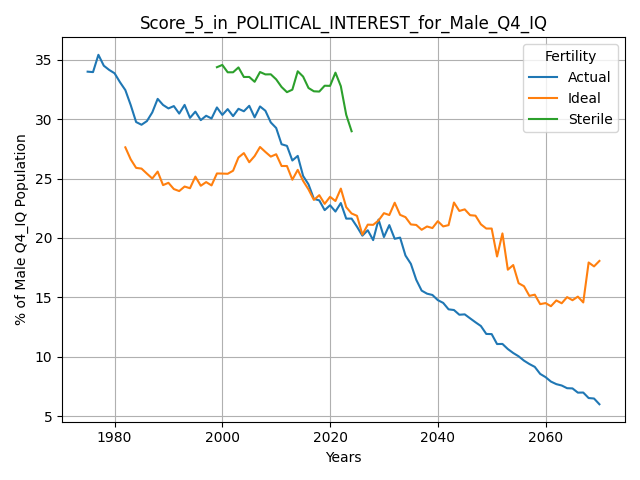 Score_5_in_POLITICAL_INTEREST_for_Male_Q4_IQ
Fertility
Actual
Ideal
Sterile
% of Male Q4_IQ Population
35
30
25
20
15
10
5
1980 2000 2020 2040 2060
Years